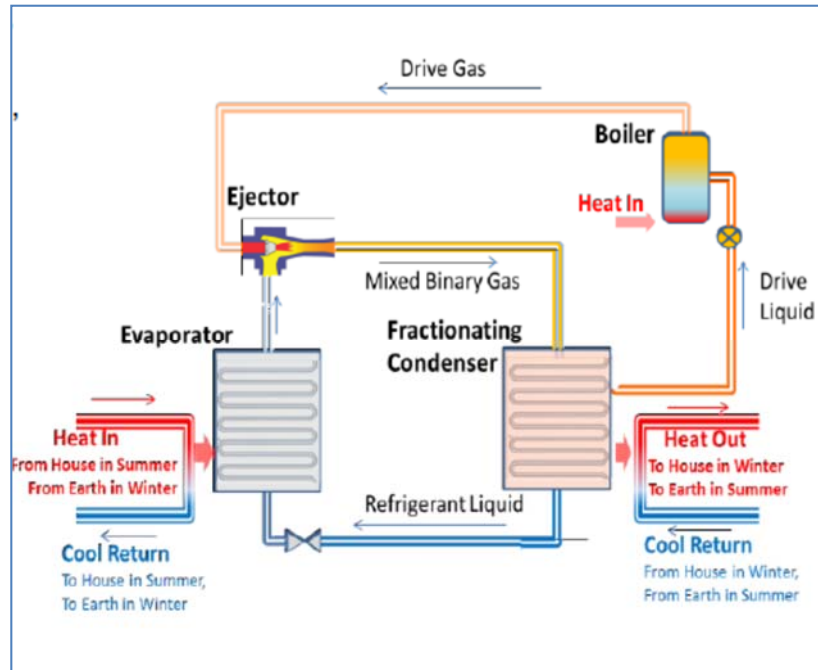 ,
Drive Gas
Boiler
Heat In
Ejector
Mixed Binary Gas
Drive
Liquid
Evaporator
Fractionating
Condenser
Heat In
From House in Summer
From Earth in Winter
Heat Out
To House in Winter
To Earth in Summer
Refrigerant Liquid
Cool Return
To House in Summer,
To Earth in Winter
Cool Return
From House in Winter,
From Earth in Summer